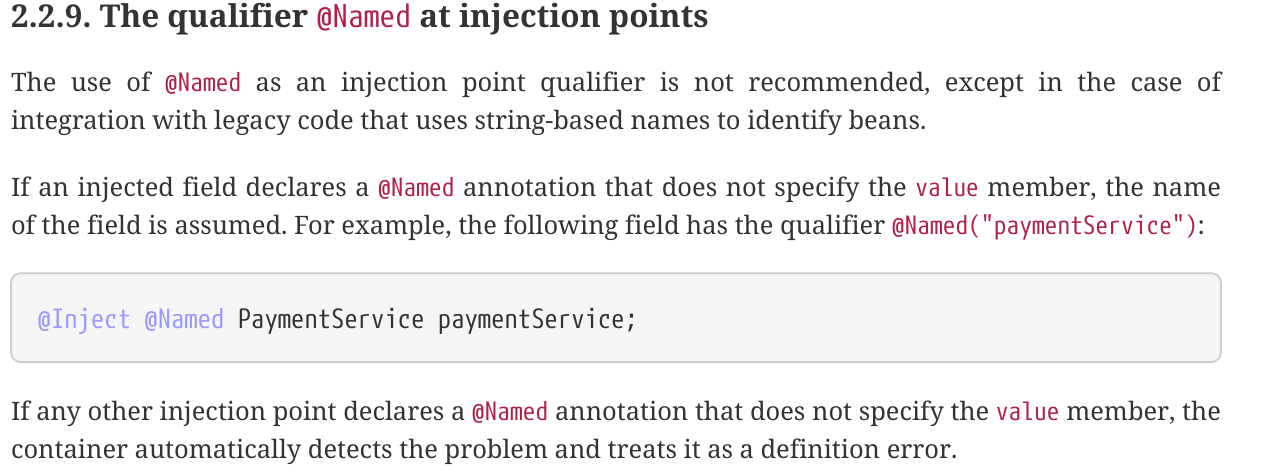 2.2.9. The qualifier @Named at injection points
The use of @Named as an injection point qualifier is not recommended, except in the case of
integration with legacy code that uses string-based names to identify beans.
If an injected field declares a @Named annotation that does not specify the value member, the name
of the field is assumed. For example, the following field has the qualifier @Named("paymentService"):
@Inject @Named PaymentService paymentService;
If any other injection point declares a @Named annotation that does not specify the value member, the
container automatically detects the problem and treats it as a definition error.